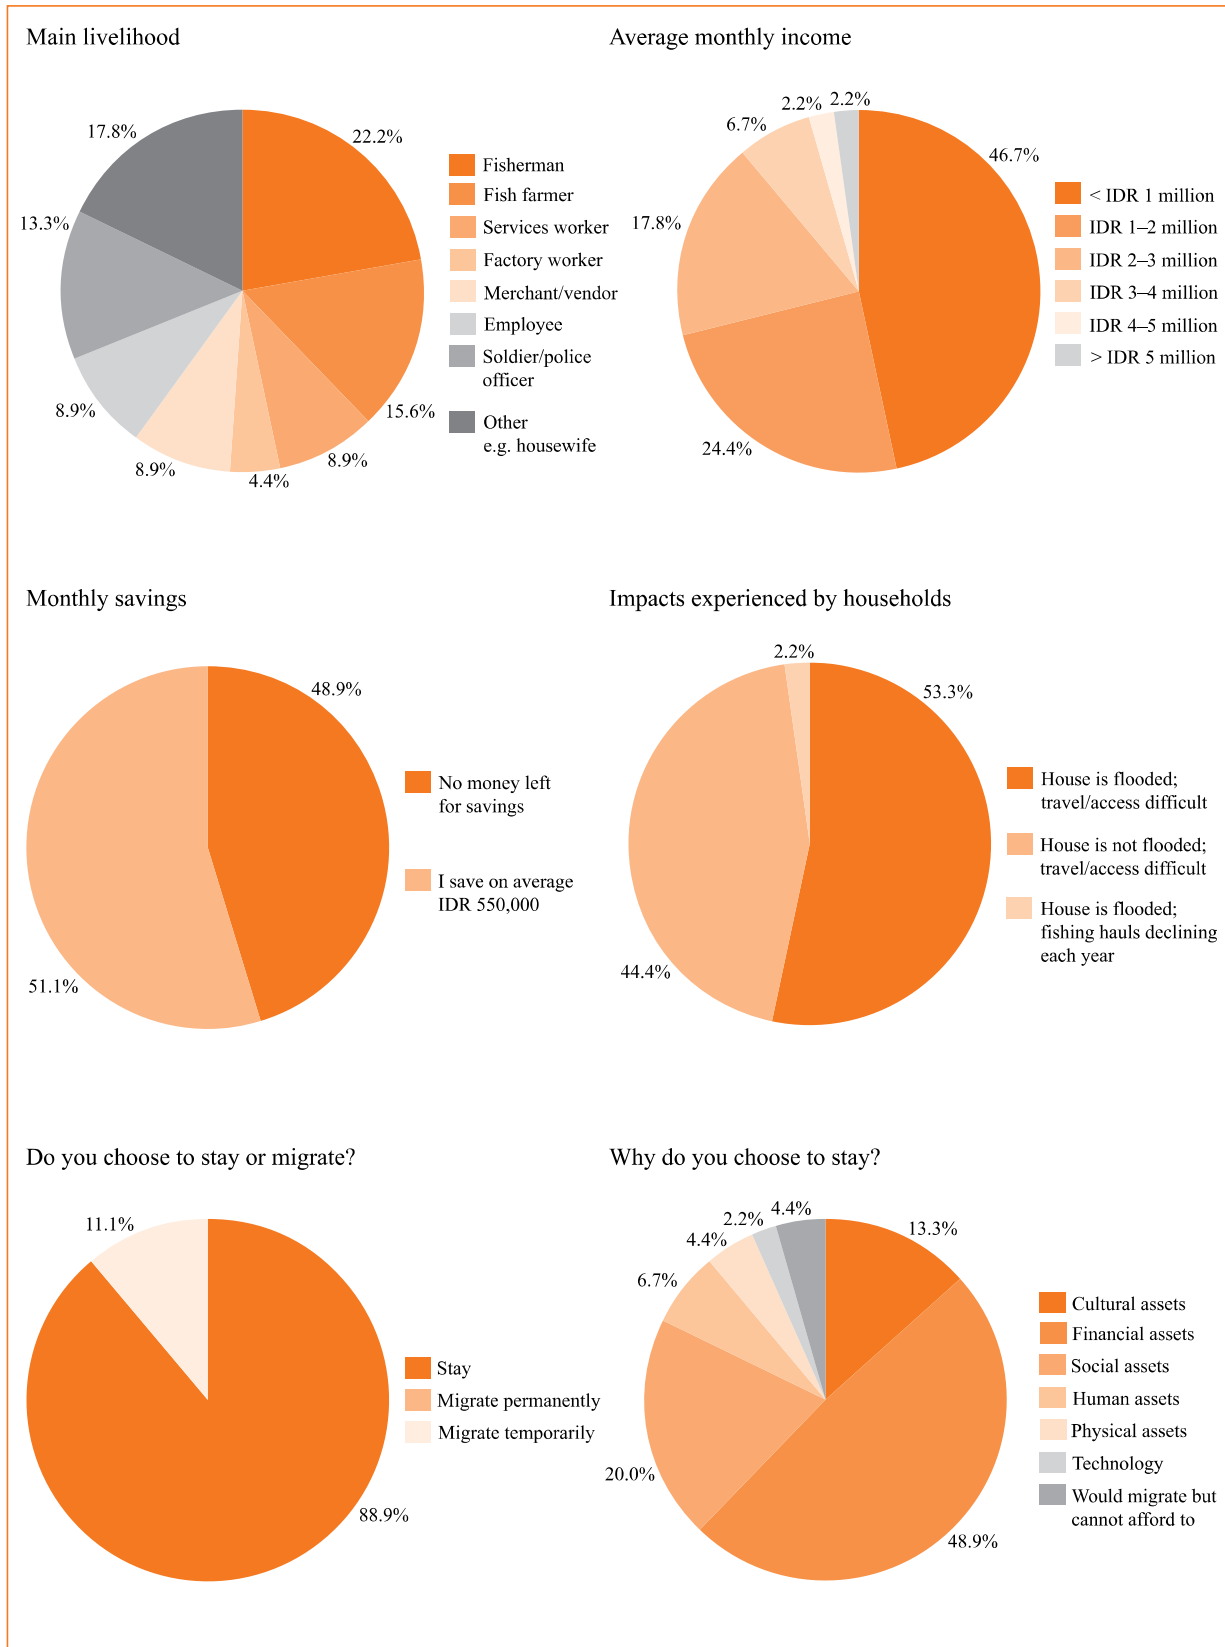 Main livelihood
22.2%
15.6%
8.9%
4.4%
8.9%
8.9%
13.3%
17.8%
Fisherman
Fish farmer
Services worker
Factory worker
Merchant/vendor
Employee
Soldier/police
officer
Other
e.g. housewife
Average monthly income
46.7%
24.4%
17.8%
6.7%
2.2%
2.2%
< IDR 1 million
IDR 1–2 million
IDR 2–3 million
IDR 3–4 million
IDR 4–5 million
> IDR 5 million
Monthly savings
48.9%
51.1%
No money left
for savings
I save on average
IDR 550,000
Impacts experienced by households
53.3%
44.4%
2.2%
House is flooded;
travel/access difficult
House is not flooded;
travel/access difficult
House is flooded;
fishing hauls declining
each year
Do you choose to stay or migrate?
11.1%
88.9%
Stay
Migrate permanently
Migrate temporarily
Why do you choose to stay?
13.3%
48.9%
20.0%
6.7%
4.4%
2.2%
4.4%
Cultural assets
Financial assets
Social assets
Human assets
Physical assets
Technology
Would migrate but
cannot afford to